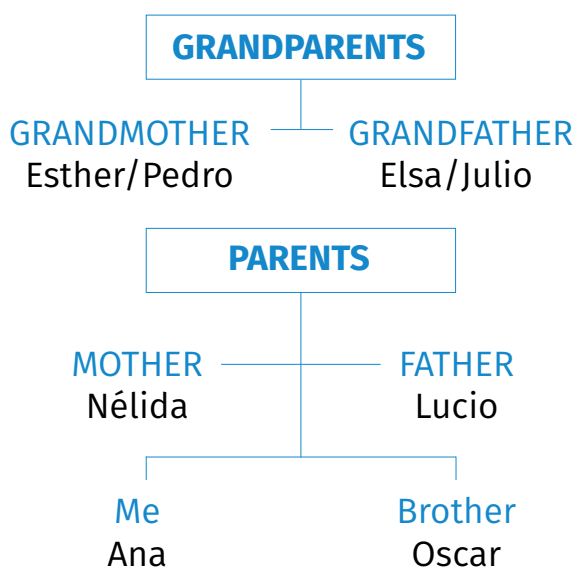 GRANDPARENTS
GRANDMOTHER GRANDFATHER
Esther/Pedro Elsa/Julio
PARENTS
MOTHER FATHER
Nélida Lucio
Me Brother
Ana Oscar